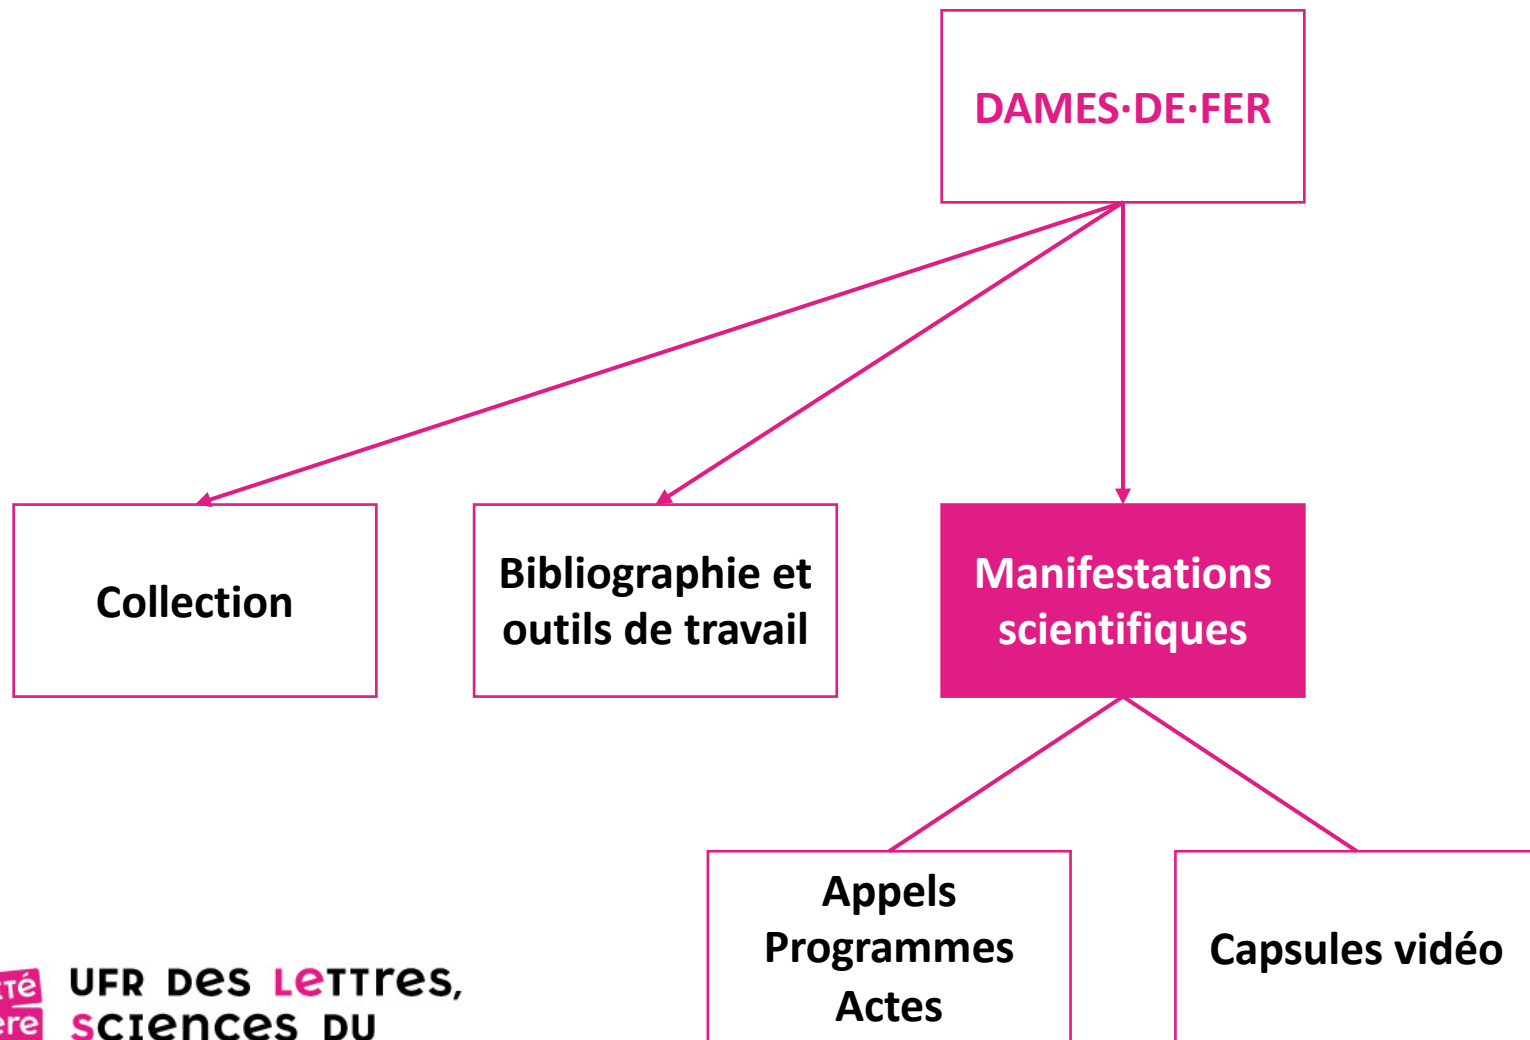 DAMES·DE·FER
Collection
Bibliographie et
outils de travail
Manifestations
scientifiques
Appels
Programmes
Actes
Capsules vidéo
UFR DES LETTRES,
SCIENCES DU